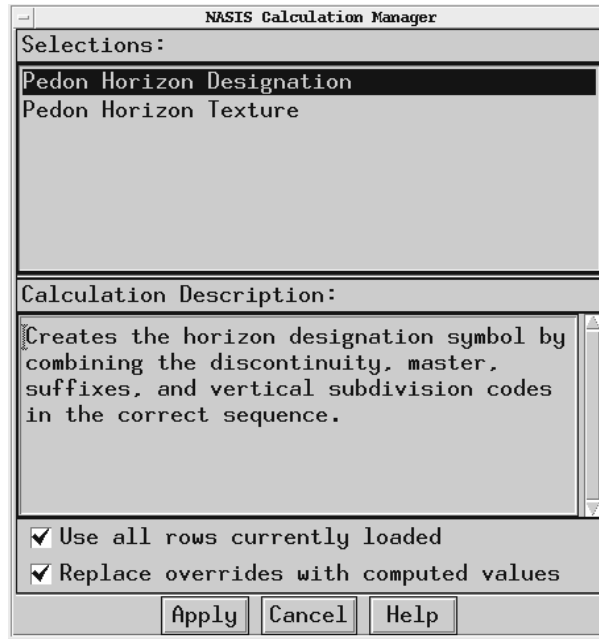 NASIS Calculation Manager
Selections:
Pedon Horizon Designation
Pedon Horizon Texture
Calculation Description:
Creates the horizon designation symbol by
combining the discontinuity, master,
suffixes, and vertical subdivision codes
in the correct sequence.
Use all rows currently loaded
Replace overrides with computed values
Apply Cancel Help